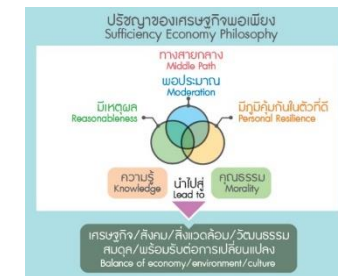 ปรัชญาของเศรษฐกิจพอเพียง
Sufficiency Economy Philosophy
ทางสายกลาง
Middle Path
พอประมาณ
Moderation
มีเหตุผล
Reasonableness
มีภูมิคุ้มกันในตัวที่ดี
Personal Resilience
ความรู้
Knowledge
นำไปสู่
Lead to
คุณธรรม
Morality
เศรษฐกิจ/สังคม/สิ่งแวดล้อม/วัฒนธรรม
สมดุล/พร้อมรับต่อการเปลี่ยนแปลง
Balance of economy/environment/culture